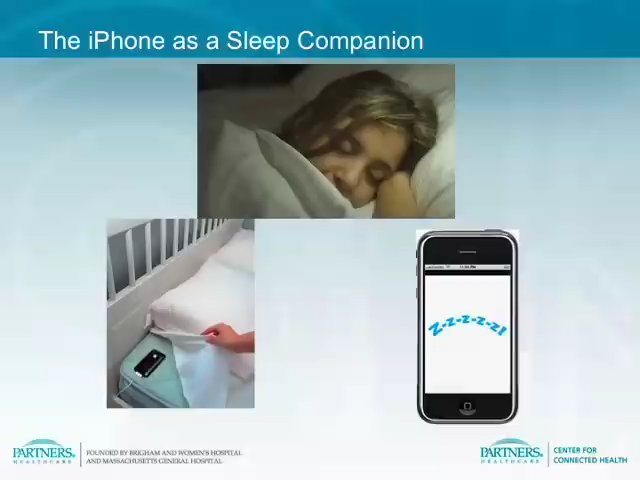 The iPhone as a Sleep Companion
Z-z-z-z-z!
PARTNERS.
HEALTHCARE
FOUNDED BY BRIGHAM AND WOMEN'S HOSPITAL
AND MASSACHUSETTS GENERAL HOSPITAL
PARTNERS.
HEALTHCARE
CENTER FOR
CONNECTED HEALTH